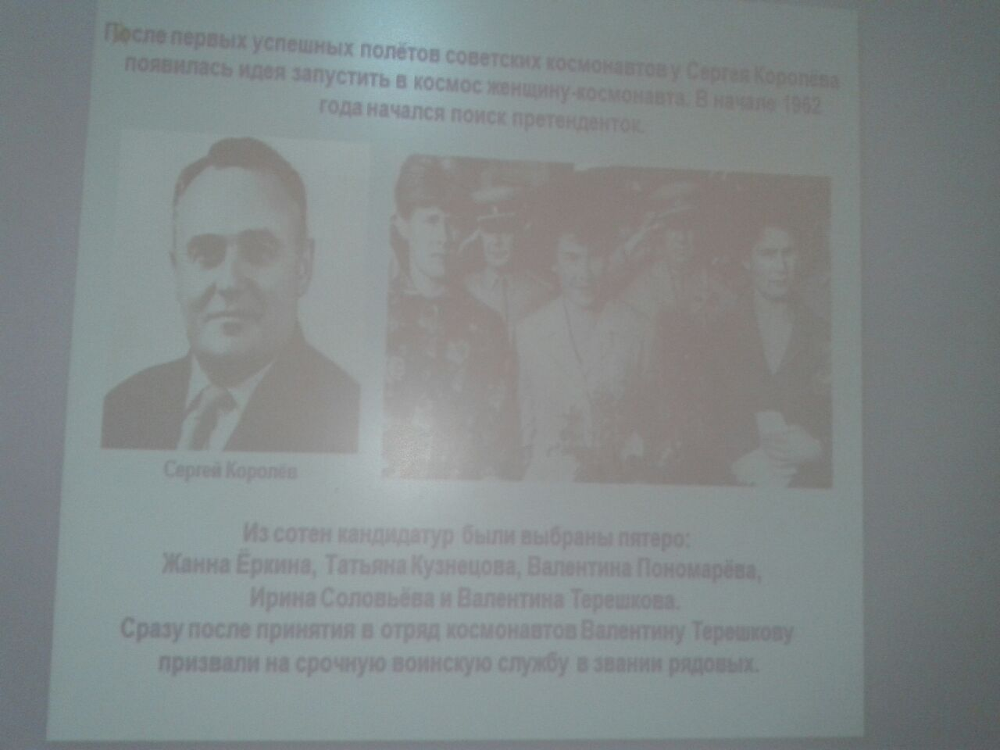 После первых успешных полётов советских космонавтов у Сергея Королёва
появилась идея запустить в космос женщину-космонавта. В начале 1962
года начался поиск претенденток.
Сергей Королёв
Из сотен кандидатур были выбраны пятеро:
Жанна Ёркина, Татьяна Кузнецова, Валентина Пономарёва,
Ирина Соловьёва и Валентина Терешкова.
Сразу после принятия в отряд космонавтов Валентину Терешкову
призвали на срочную воинскую службу в звании рядовых.